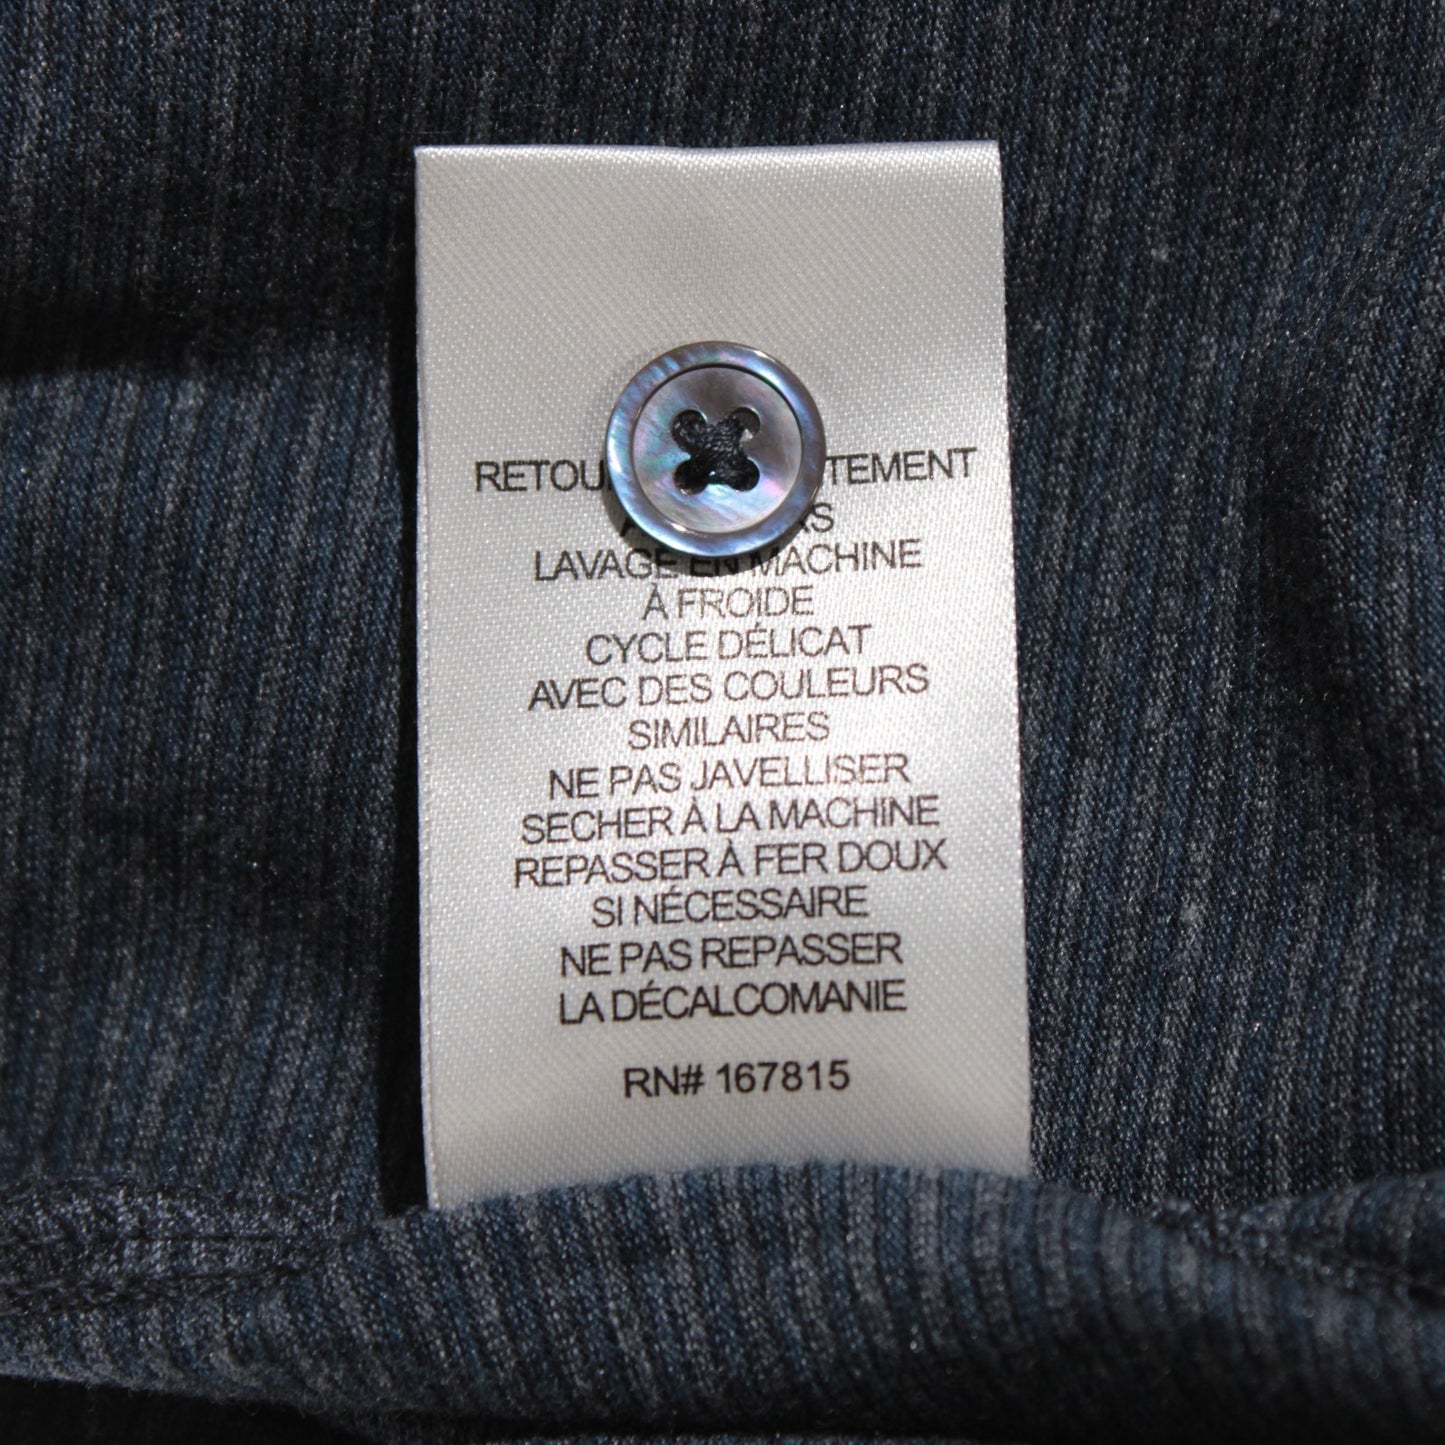 LAVAGE EN MACHINE
À FROIDE
CYCLE DÉLICAT
AVEC DES COULEURS
SIMILAIRES
NE PAS JAVELLISER
SECHER À LA MACHINE
REPASSER À FER DOUX
SI NÉCESSAIRE
NE PAS REPASSER
LA DÉCALCOMANIE
RN# 167815